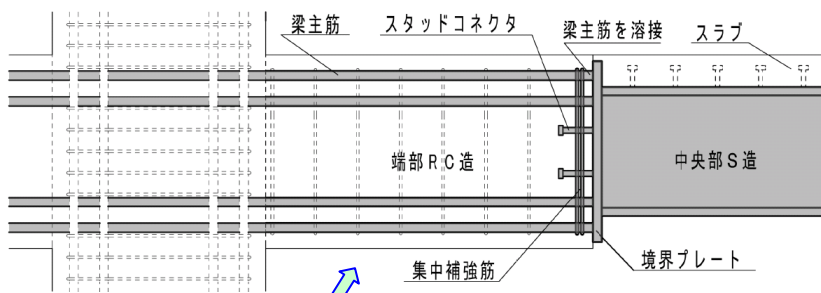 梁主筋
スタッドコネクタ
梁主筋を溶接
スラブ
端部RC造
中央部S造
集中補強筋
境界プレート